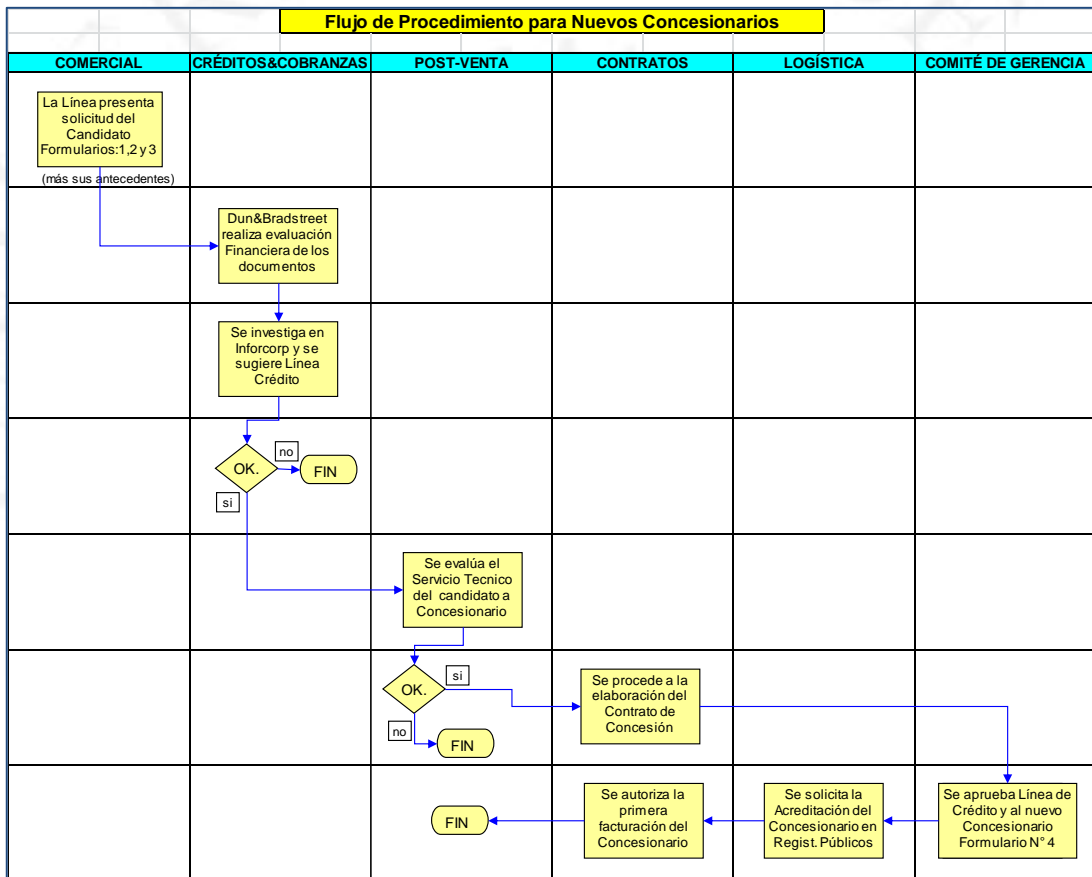 Flujo de Procedimiento para Nuevos Concesionarios
COMERCIAL
CRÉDITOS&COBRANZAS
POST-VENTA
CONTRATOS
LOGÍSTICA
COMITÉ DE GERENCIA
La Línea presenta
solicitud del
Candidato
Formularios:1,2 y 3
(más sus antecedentes)
Dun&Bradstreet
realiza evaluación
Financiera de los
documentos
Se investiga en
Inforcorp y se
sugiere Línea
Crédito
OK.
no
FIN
si
Se evalúa el
Servicio Tecnico
del candidato a
Concesionario
OK.
si
no
FIN
Se procede a la
elaboración del
Contrato de
Concesión
Se aprueba Línea de
Crédito y al nuevo
Concesionario
Formulario N° 4
Se solicita la
Acreditación del
Concesionario en
Regist. Públicos
Se autoriza la
primera
facturación del
Concesionario
FIN